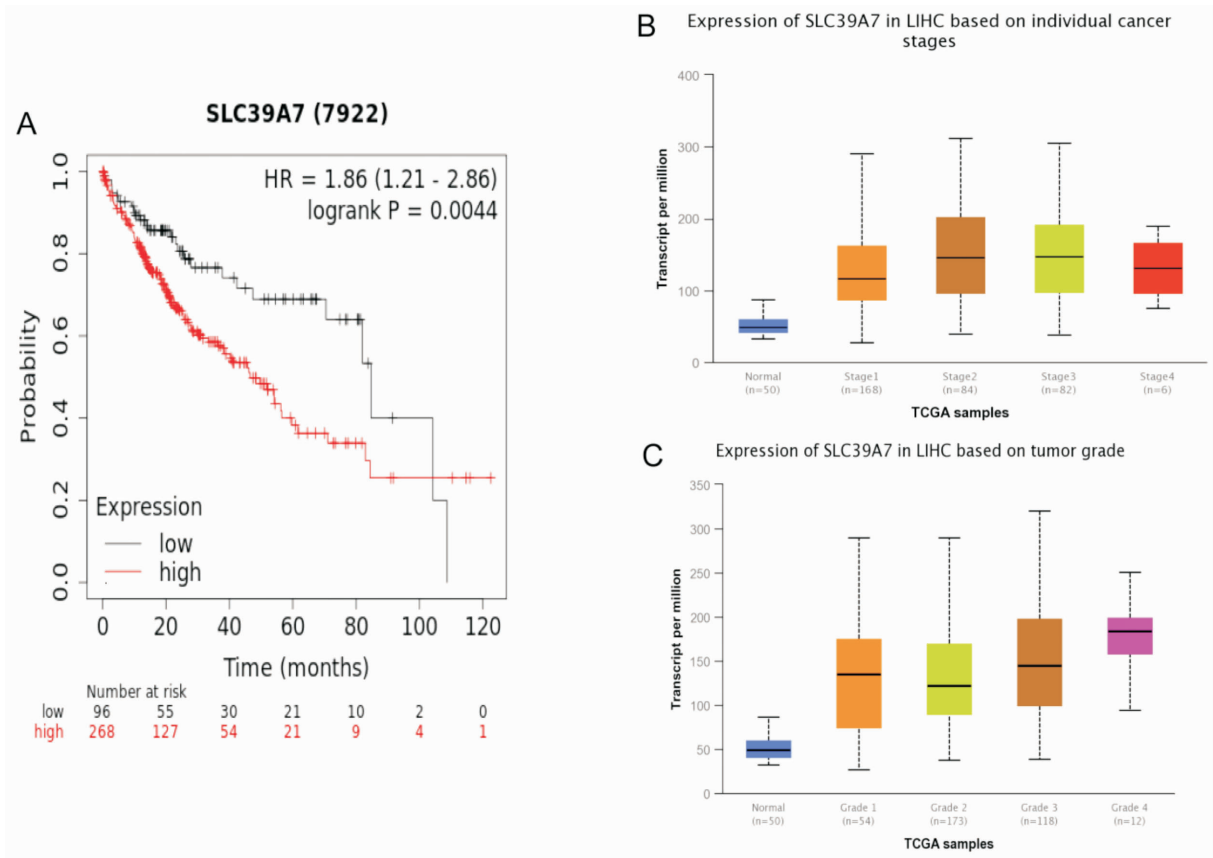 A
SLC39A7 (7922)
HR = 1.86 (1.21 - 2.86)
logrank P = 0.0044
Probability
1.0
0.8
0.6
0.4
0.2
0.0
Expression
low
high
0 20 40 60 80 100 120
Time (months)
Number at risk
low 96 55 30 21 10 2 0
high 268 127 54 21 9 4 1
B
Expression of SLC39A7 in LIHC based on individual cancer
stages
Transcript per million
400
300
200
100
0
Normal Stage1 Stage2 Stage3 Stage4
(n=50) (n=168) (n=84) (n=82) (n=6)
TCGA samples
C
Expression of SLC39A7 in LIHC based on tumor grade
Transcript per million
350
300
250
200
150
100
50
0
Normal Grade 1 Grade 2 Grade 3 Grade 4
(n=50) (n=54) (n=173) (n=118) (n=12)
TCGA samples